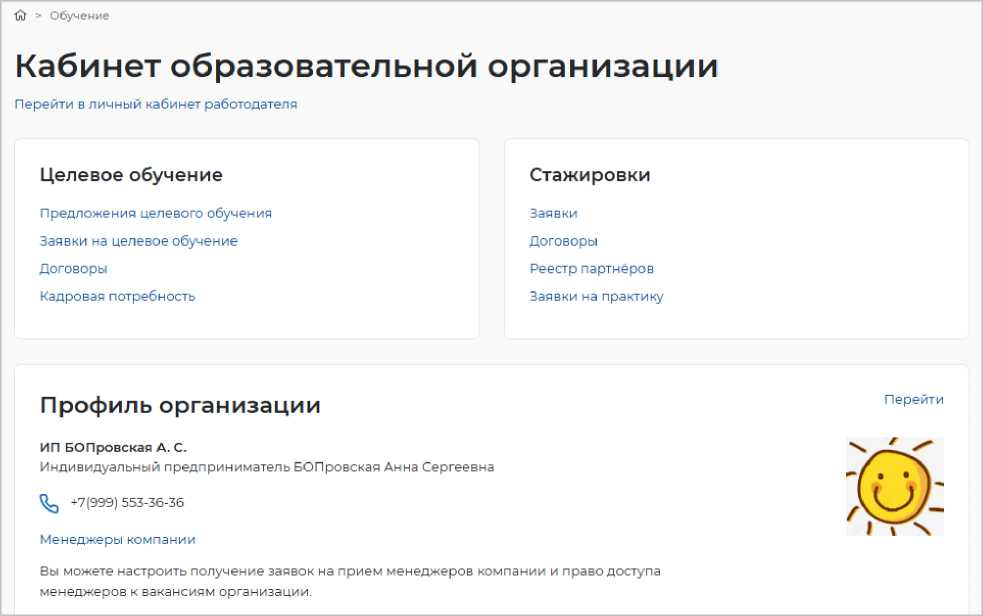 > Обучение
Кабинет образовательной организации
Перейти в личный кабинет работодателя
Целевое обучение
Предложения целевого обучения
Заявки на целевое обучение
Договоры
Кадровая потребность
Стажировки
Заявки
Договоры
Реестр партнёров
Заявки на практику
Профиль организации
Перейти
ИП БОПровская А. С.
Индивидуальный предприниматель БОПровская Анна Сергеевна
+7(999) 553-36-36
Менеджеры компании
Вы можете настроить получение заявок на прием менеджеров компании и право доступа
менеджеров к вакансиям организации.